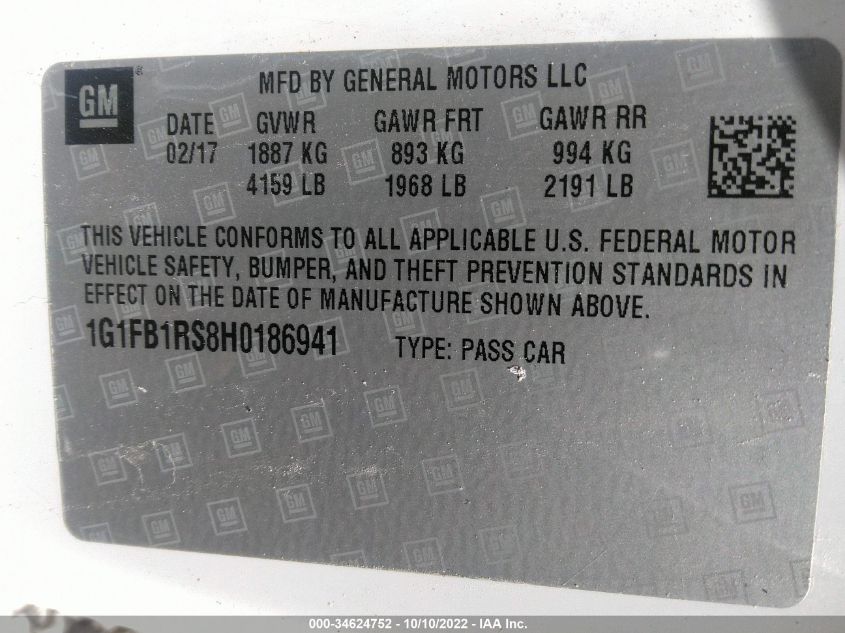 GM
MFD BY GENERAL MOTORS LLC
DATE GVWR GAWR FRT GAWR RR
02/17 1887 KG 893 KG 994 KG
4159 LB 1968 LB 2191 LB
THIS VEHICLE CONFORMS TO ALL APPLICABLE U.S. FEDERAL MOTOR
VEHICLE SAFETY, BUMPER, AND THEFT PREVENTION STANDARDS IN
EFFECT ON THE DATE OF MANUFACTURE SHOWN ABOVE.
1G1FB1RS8H0186941 TYPE: PASS CAR
000-34624752 - 10/10/2022 - IAA Inc.